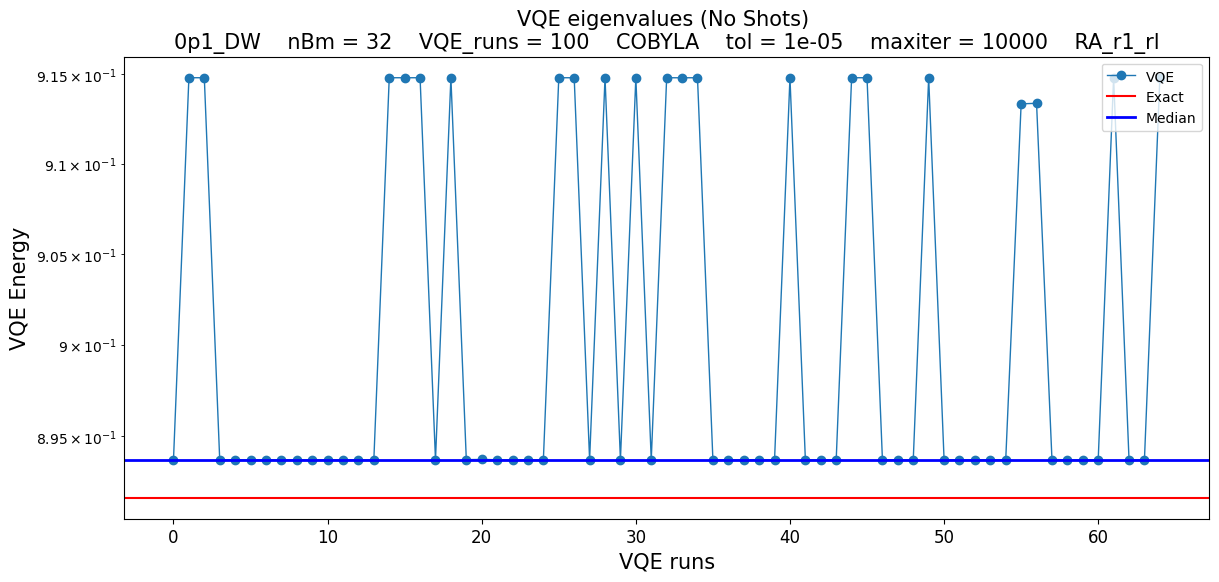 VQE eigenvalues (No Shots)
0p1_DW nBm = 32 VQE_runs = 100 COBYLA tol = 1e-05 maxiter = 10000 RA_r1_rl
VQE Energy
9.15 × 10⁻¹
9.1 × 10⁻¹
9.05 × 10⁻¹
9 × 10⁻¹
8.95 × 10⁻¹
VQE
Exact
Median
0 10 20 30 40 50 60
VQE runs